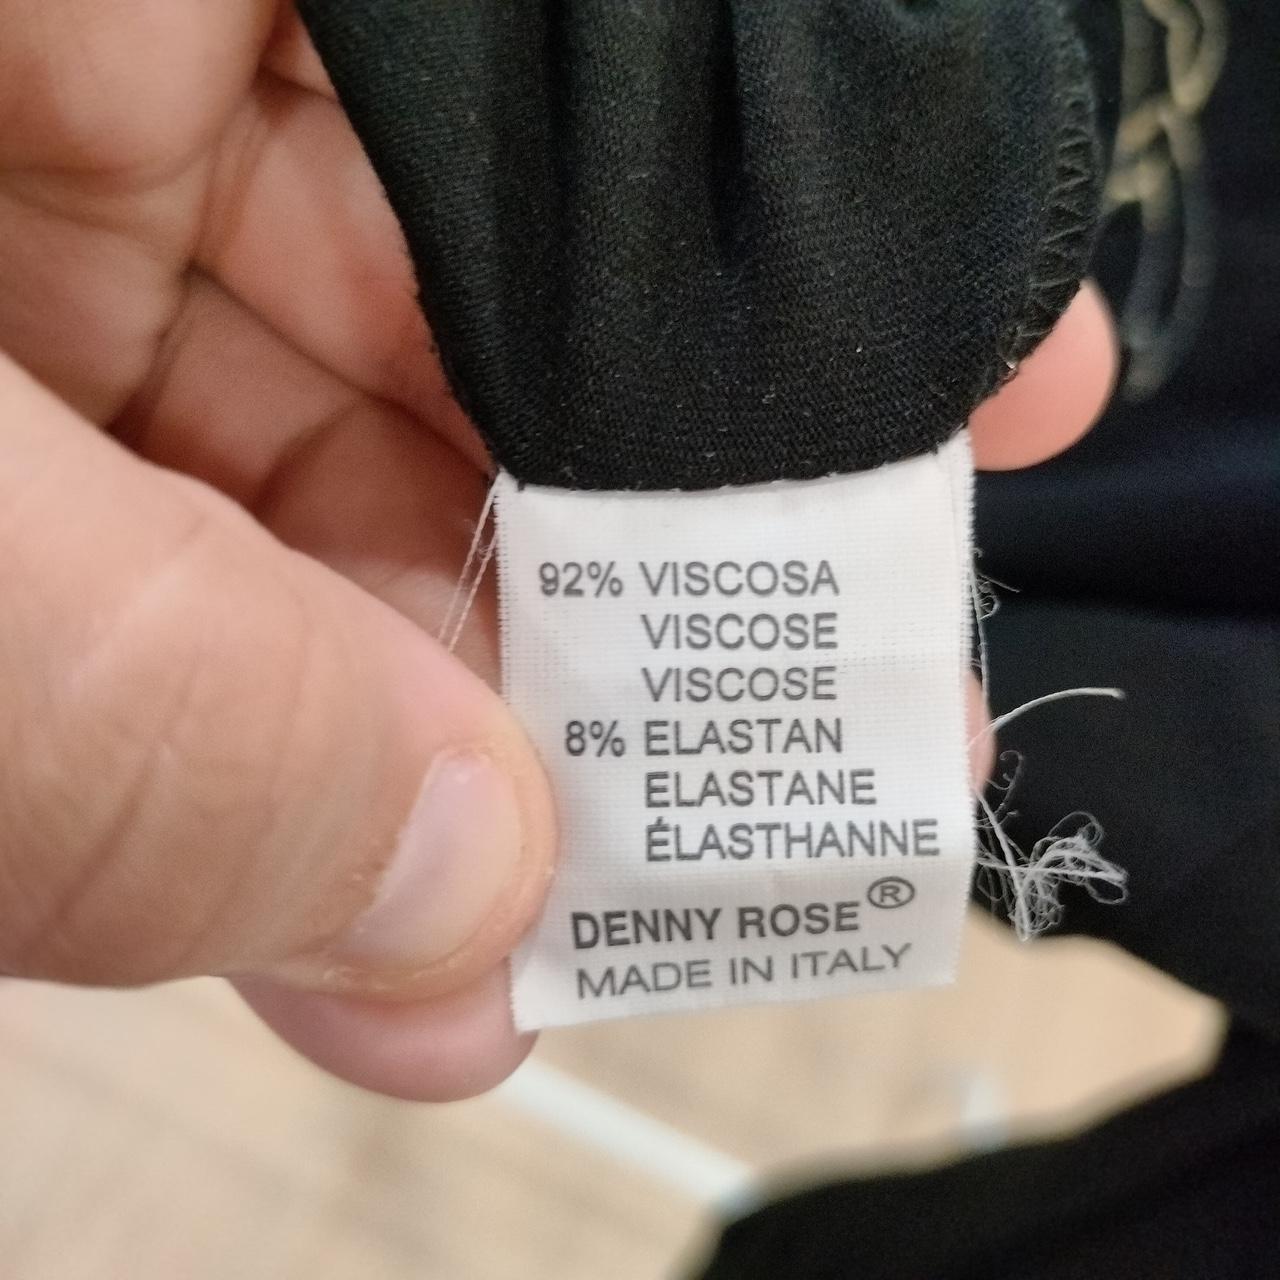 92% VISCOSA
VISCOSE
VISCOSE
8% ELASTAN
ELASTANE
ÉLASTHANNE
DENNY ROSE®
MADE IN ITALY